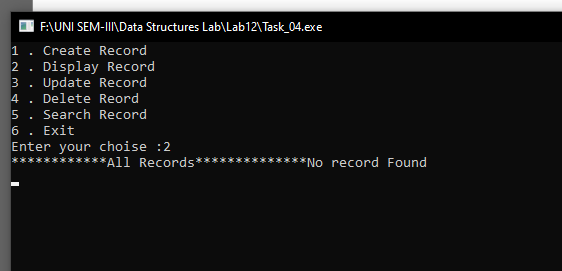 F:\UNI SEM-III\Data Structures Lab\Lab12\Task_04.exe
1 . Create Record
2 . Display Record
3 . Update Record
4 . Delete Reord
5 . Search Record
6 . Exit
Enter your choise :2
************All Records**************No record Found